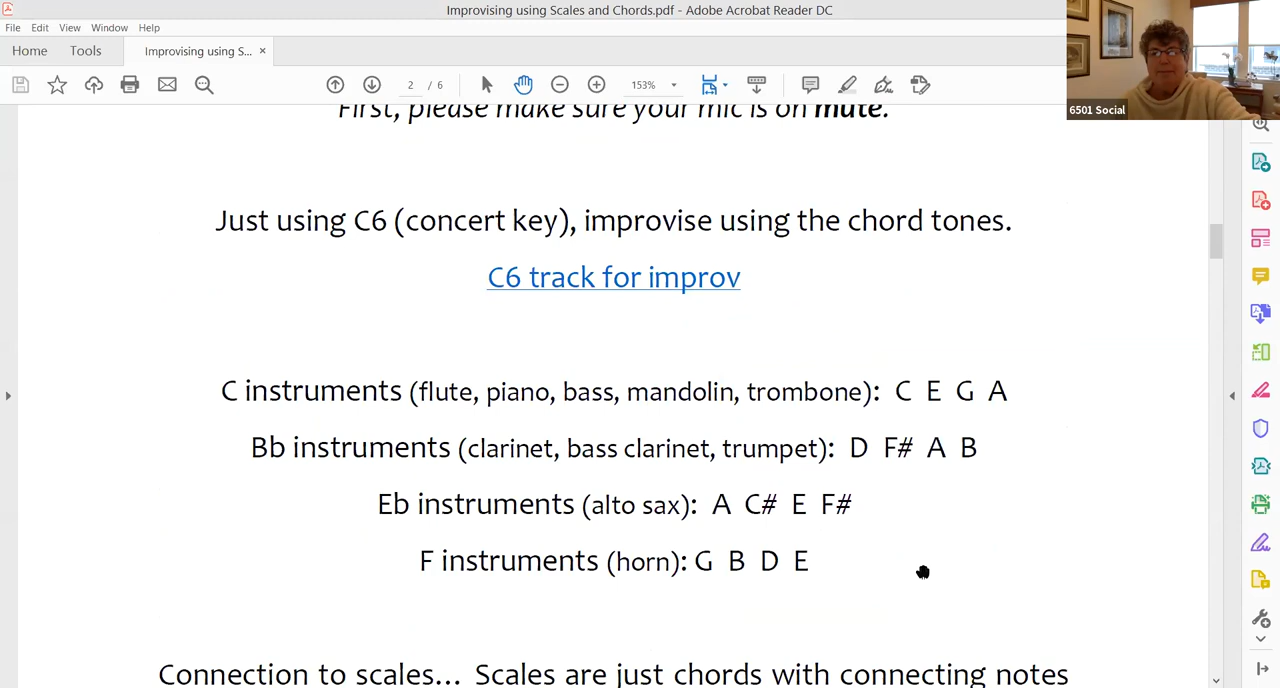 Improvising using Scales and Chords.pdf - Adobe Acrobat Reader DC
File Edit View Window Help
Home Tools Improvising using S... ×
2 / 6 153%
6501 Social
First, please make sure your mic is on mute.
Just using C6 (concert key), improvise using the chord tones.
C6 track for improv
C instruments (flute, piano, bass, mandolin, trombone): C E G A
Bb instruments (clarinet, bass clarinet, trumpet): D F# A B
Eb instruments (alto sax): A C# E F#
F instruments (horn): G B D E
Connection to scales... Scales are just chords with connecting notes